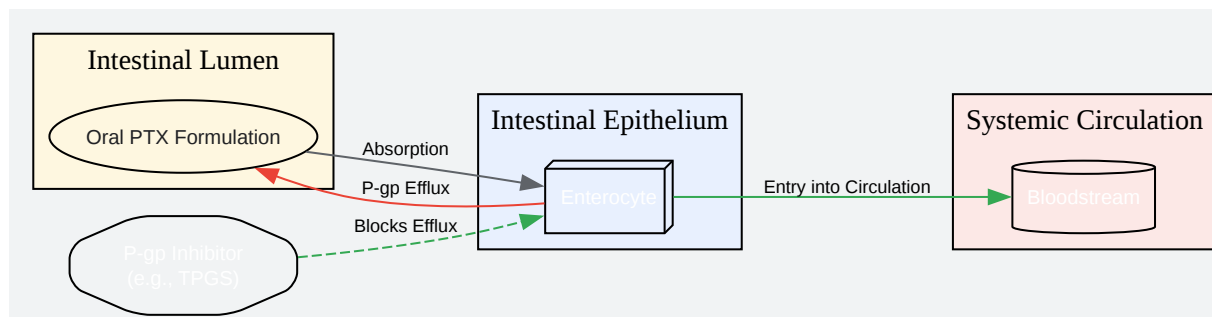 Intestinal Lumen
Oral PTX Formulation
Absorption
P-gp Efflux
Blocks Efflux
P-gp Inhibitor
(e.g., TPGS)
Intestinal Epithelium
Enterocyte
Entry into Circulation
Systemic Circulation
Bloodstream